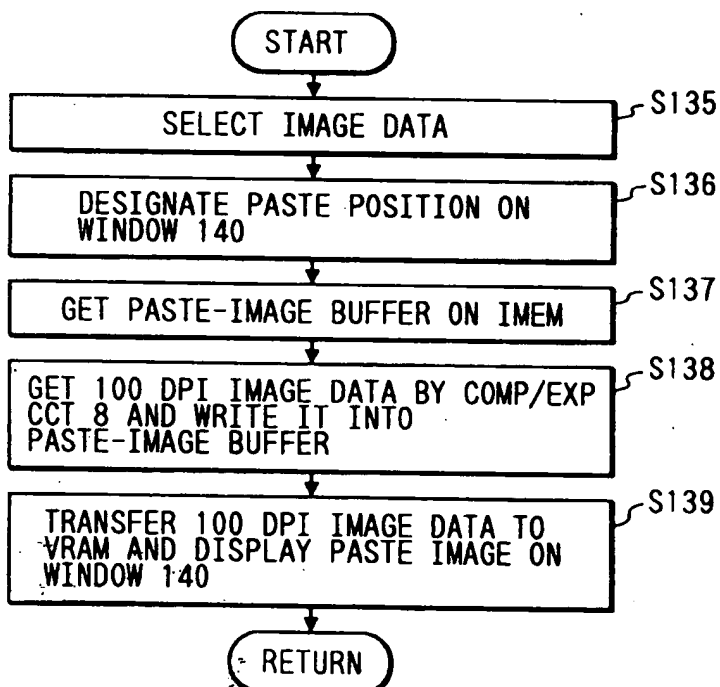 START
SELECT IMAGE DATA
S135
DESIGNATE PASTE POSITION ON
WINDOW 140
S136
GET PASTE-IMAGE BUFFER ON IMEM
S137
GET 100 DPI IMAGE DATA BY COMP/EXP
CCT 8 AND WRITE IT INTO
PASTE-IMAGE BUFFER
S138
TRANSFER 100 DPI IMAGE DATA TO
VRAM AND DISPLAY PASTE IMAGE ON
WINDOW 140
S139
RETURN